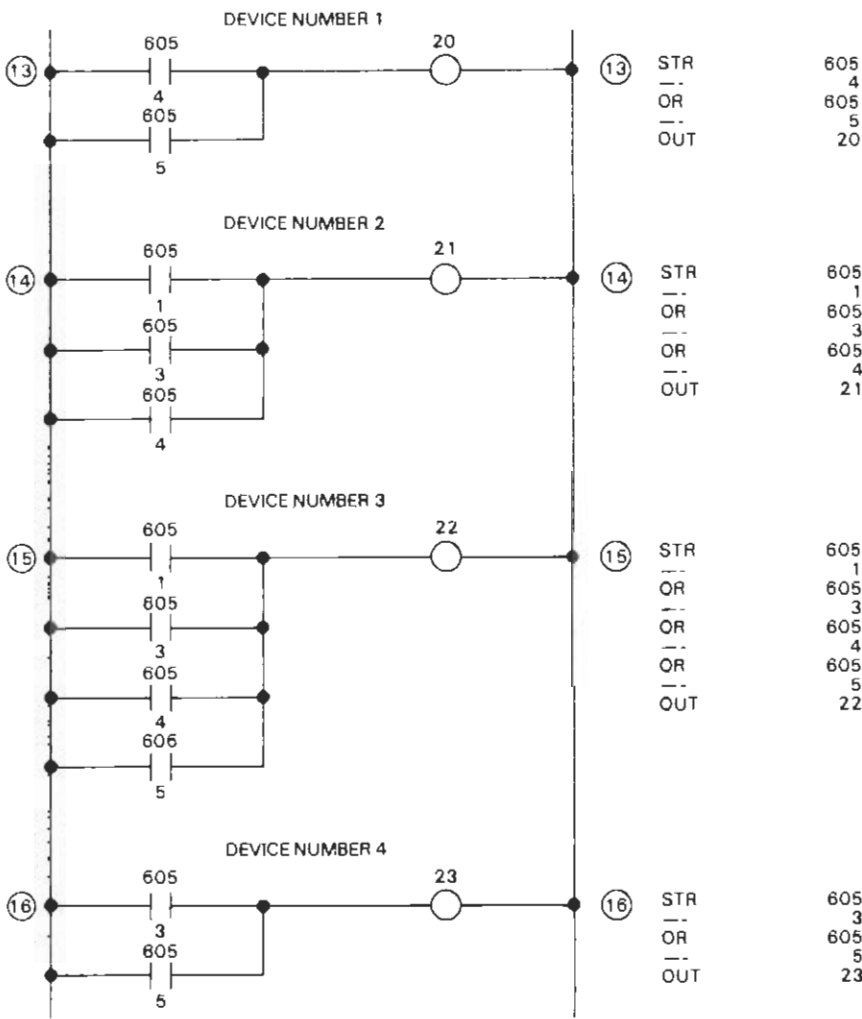 DEVICE NUMBER 1
605 20
13 13 STR 605
4 —· 4
605 OR 605
—· 5
5 OUT 20
DEVICE NUMBER 2
605 21
14 14 STR 605
1 —· 1
605 OR 605
—· 3
3 OR 605
605 —· 4
OUT 21
4
DEVICE NUMBER 3
605 22
15 15 STR 605
1 —· 1
605 OR 605
—· 3
3 OR 605
605 —· 4
4 OR 605
606 —· 5
5 OUT 22
DEVICE NUMBER 4
605 23
16 16 STR 605
3 —· 3
605 OR 605
—· 5
5 OUT 23